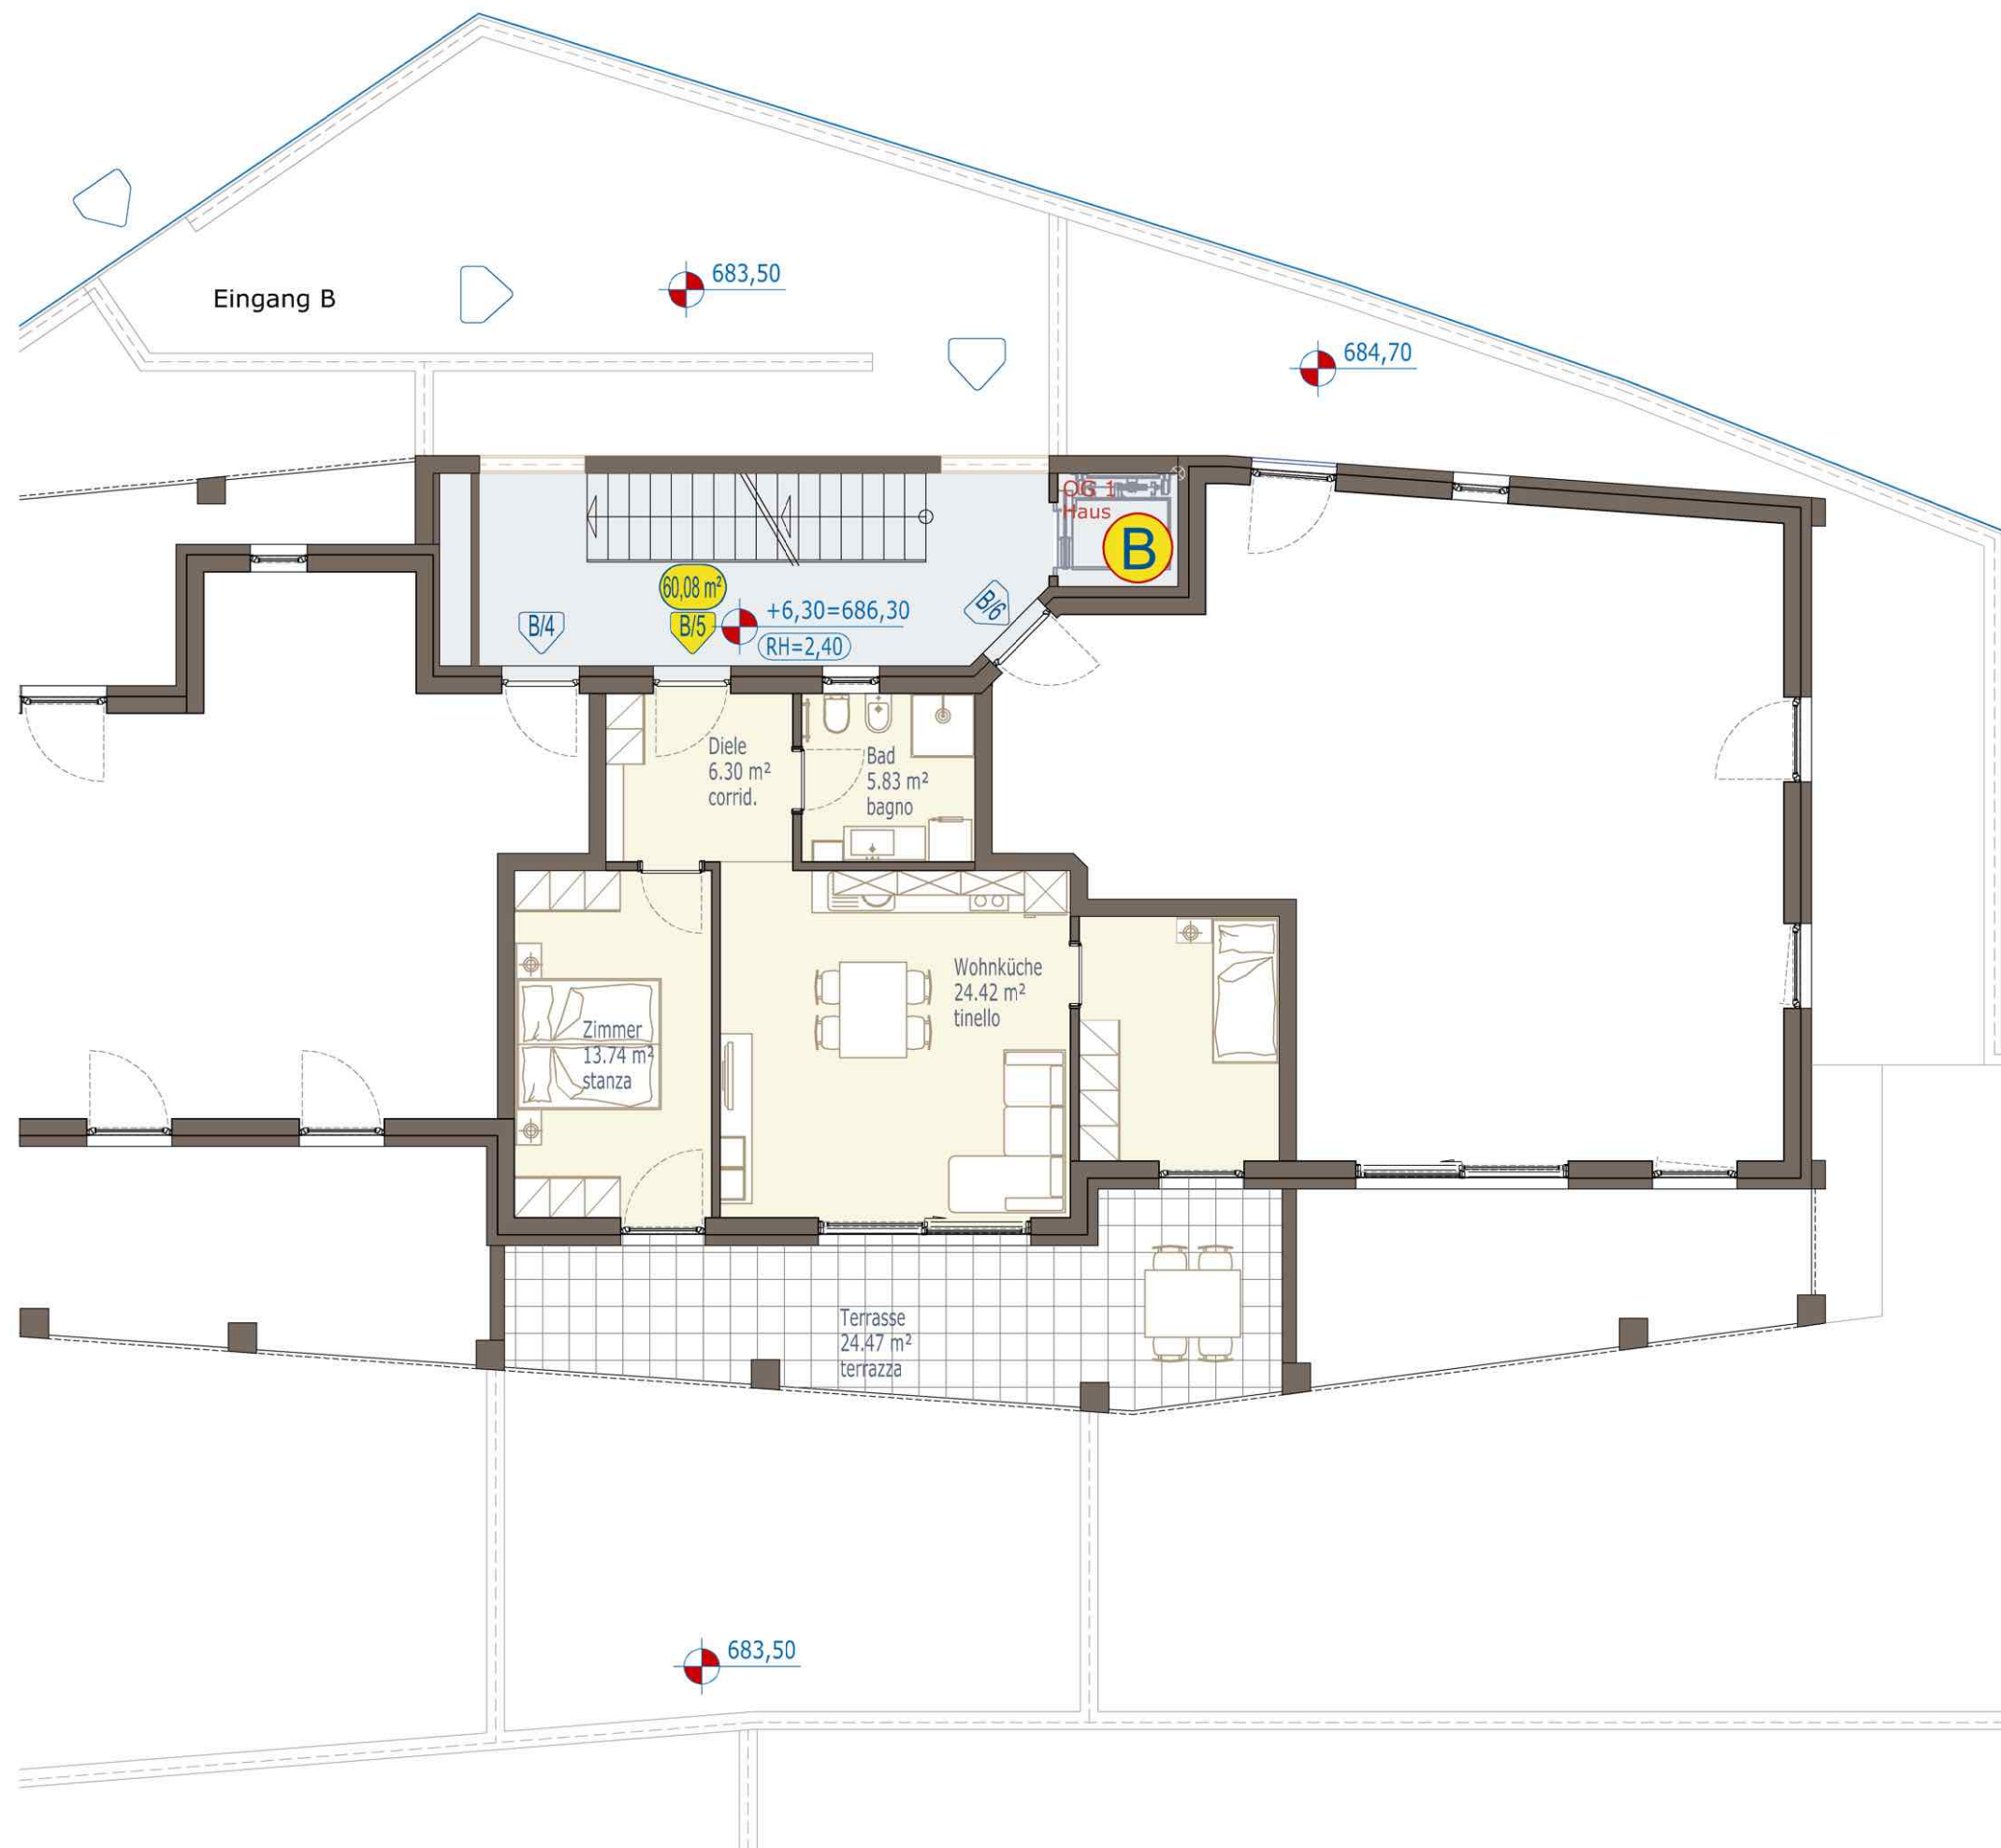 683,50
Eingang B
684,70
OG 1
Haus
B
60,08 m²
B/4
B/5
+6,30=686,30
RH=2,40
B/6
Diele
6.30 m²
corrid.
Bad
5.83 m²
bagno
Wohnküche
24.42 m²
tinello
Zimmer
13.74 m²
stanza
Terrasse
24.47 m²
terrazza
683,50